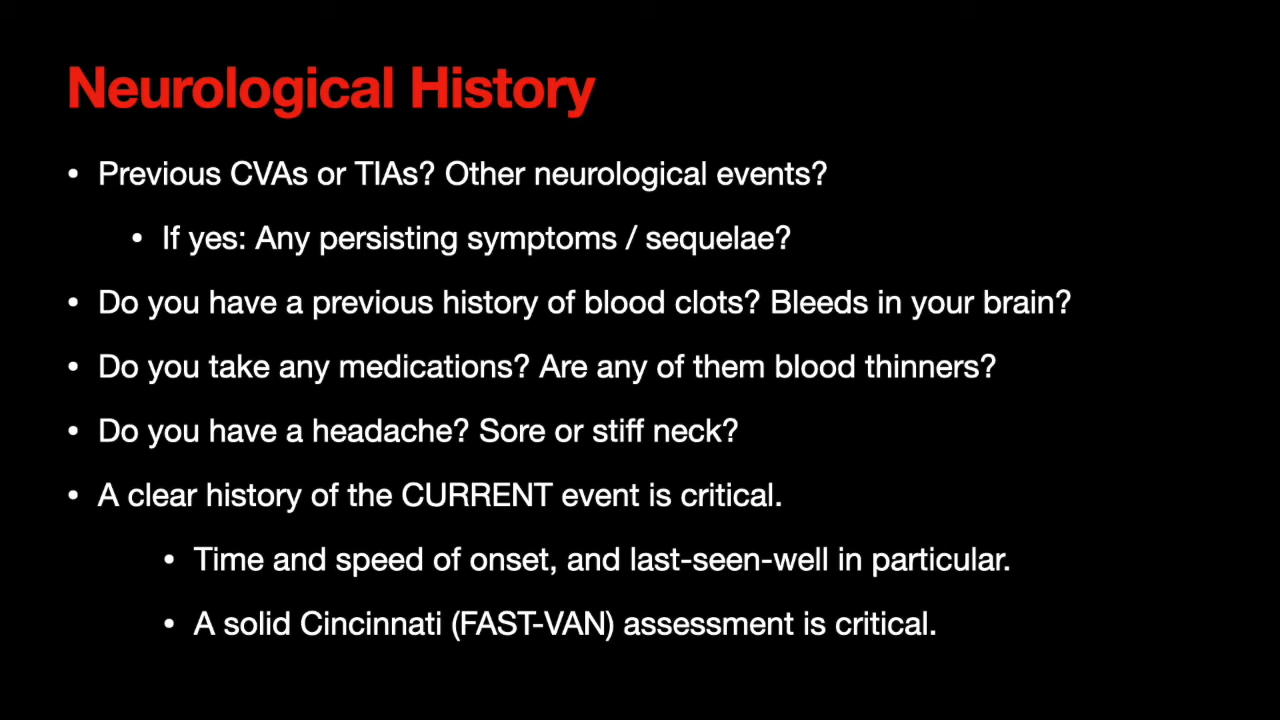 Neurological History
• Previous CVAs or TIAs? Other neurological events?
• If yes: Any persisting symptoms / sequelae?
• Do you have a previous history of blood clots? Bleeds in your brain?
• Do you take any medications? Are any of them blood thinners?
• Do you have a headache? Sore or stiff neck?
• A clear history of the CURRENT event is critical.
• Time and speed of onset, and last-seen-well in particular.
• A solid Cincinnati (FAST-VAN) assessment is critical.